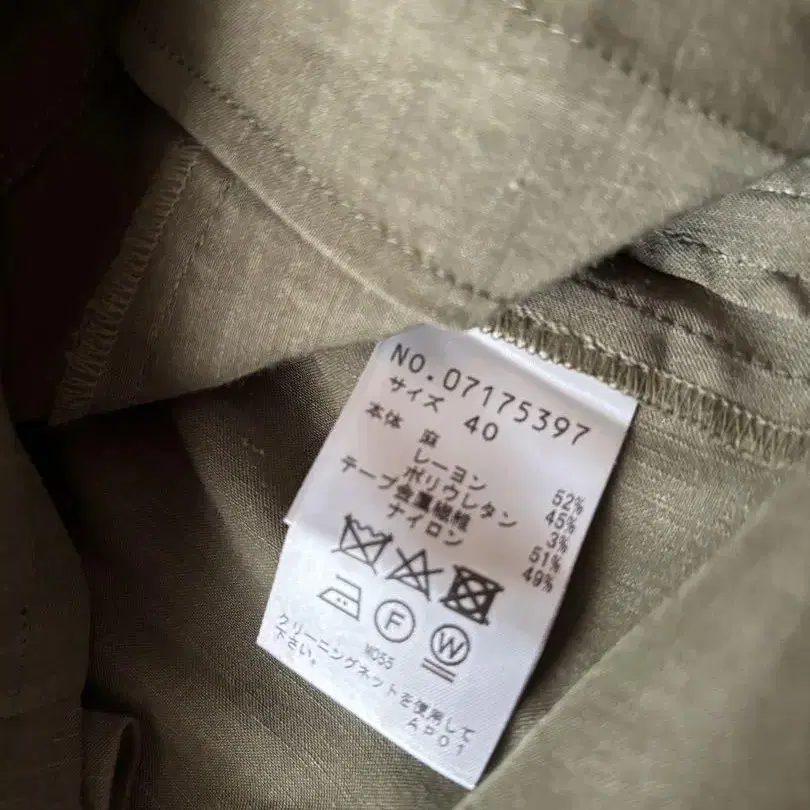 NO.07175397
サイズ 40
本体 麻 52%
レーヨン 45%
ポリウレタン 3%
テープ金属繊維 51%
ナイロン 49%
F W
M055
クリーニングネットを使用して
下さい。
AP01